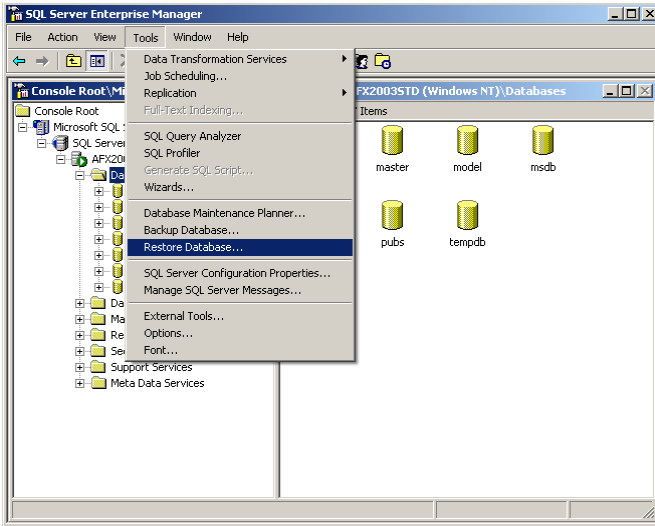 SQL Server Enterprise Manager
File Action View Tools Window Help
Console Root\Mi
FX2003STD (Windows NT)\Databases
Console Root
Microsoft SQL
SQL Server
AFX20
Da
Da
Ma
Re
Sec
Support Services
Meta Data Services
Data Transformation Services
Job Scheduling...
Replication
Full-Text Indexing...
SQL Query Analyzer
SQL Profiler
Generate SQL Script...
Wizards...
Database Maintenance Planner...
Backup Database...
Restore Database...
SQL Server Configuration Properties...
Manage SQL Server Messages...
External Tools...
Options...
Font...
Items
master model msdb
pubs tempdb